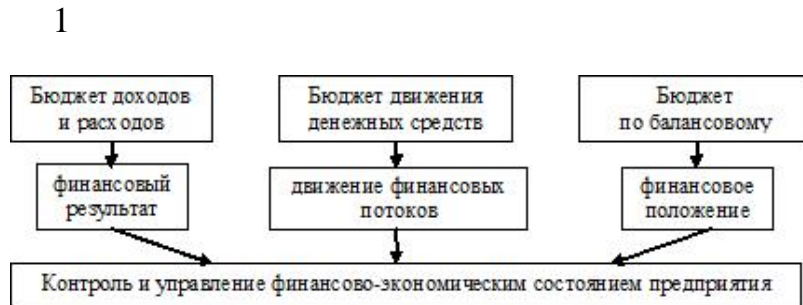 1
Бюджет доходов
и расходов
Бюджет движения
денежных средств
Бюджет
по балансовому
финансовый
результат
движение финансовых
потоков
финансовое
положение
Контроль и управление финансово-экономическим состоянием предприятия